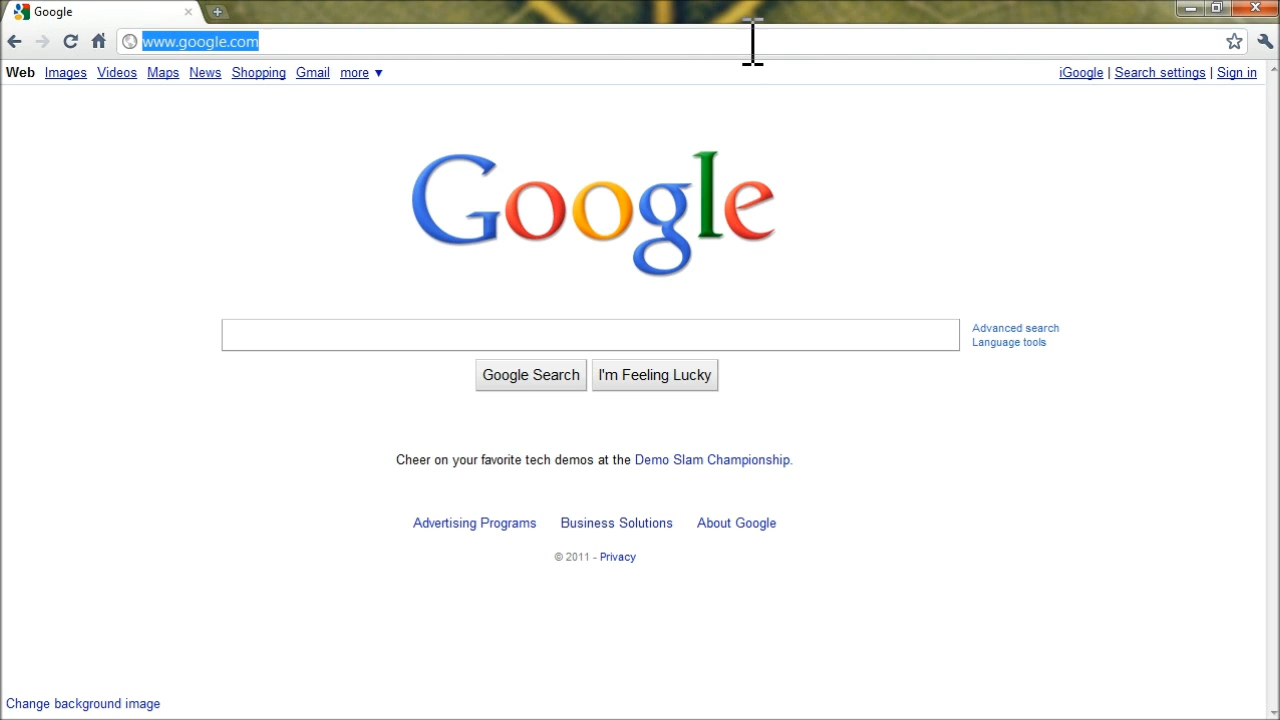 Google
www.google.com
Web Images Videos Maps News Shopping Gmail more ▼ iGoogle | Search settings | Sign in
Google
Advanced search
Language tools
Google Search I'm Feeling Lucky
Cheer on your favorite tech demos at the Demo Slam Championship.
Advertising Programs Business Solutions About Google
© 2011 - Privacy
Change background image